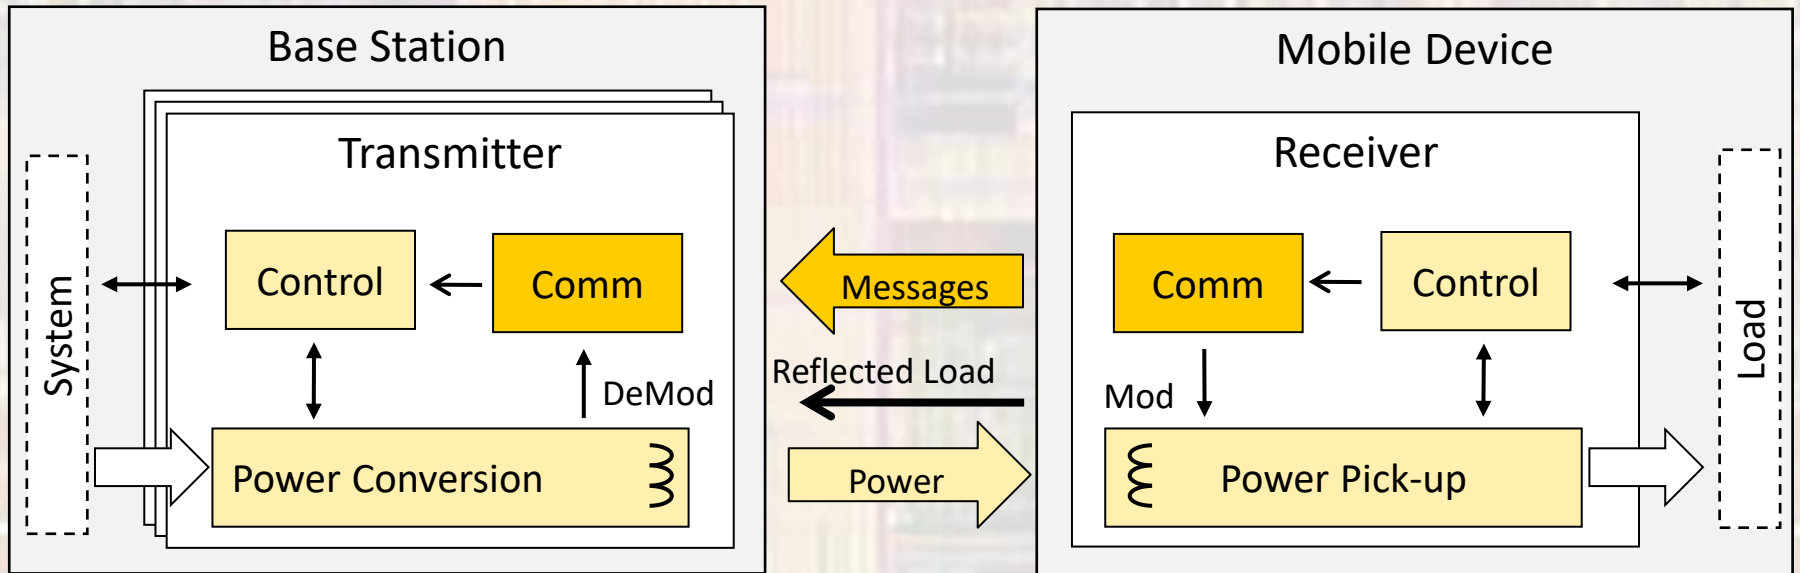 Base Station
Transmitter
System
Control
Comm
DeMod
Power Conversion
Messages
Reflected Load
Power
Mobile Device
Receiver
Comm
Control
Mod
Power Pick-up
Load